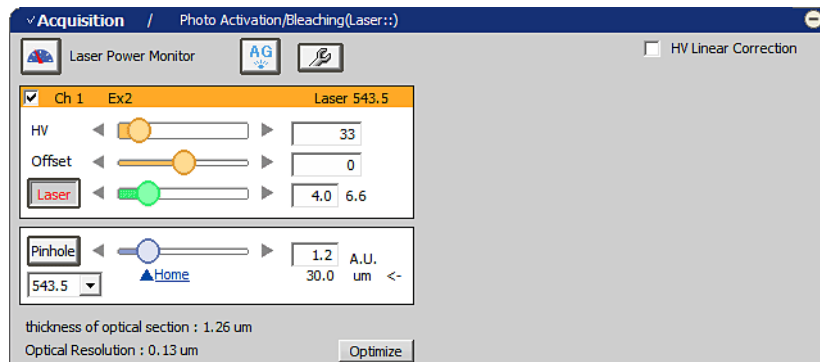 Acquisition / Photo Activation/Bleaching(Laser::)
Laser Power Monitor AG HV Linear Correction
Ch 1 Ex2 Laser 543.5
HV 33
Offset 0
Laser 4.0 6.6
Pinhole 1.2 A.U.
Home 30.0 um <-
543.5
thickness of optical section : 1.26 um
Optical Resolution : 0.13 um Optimize